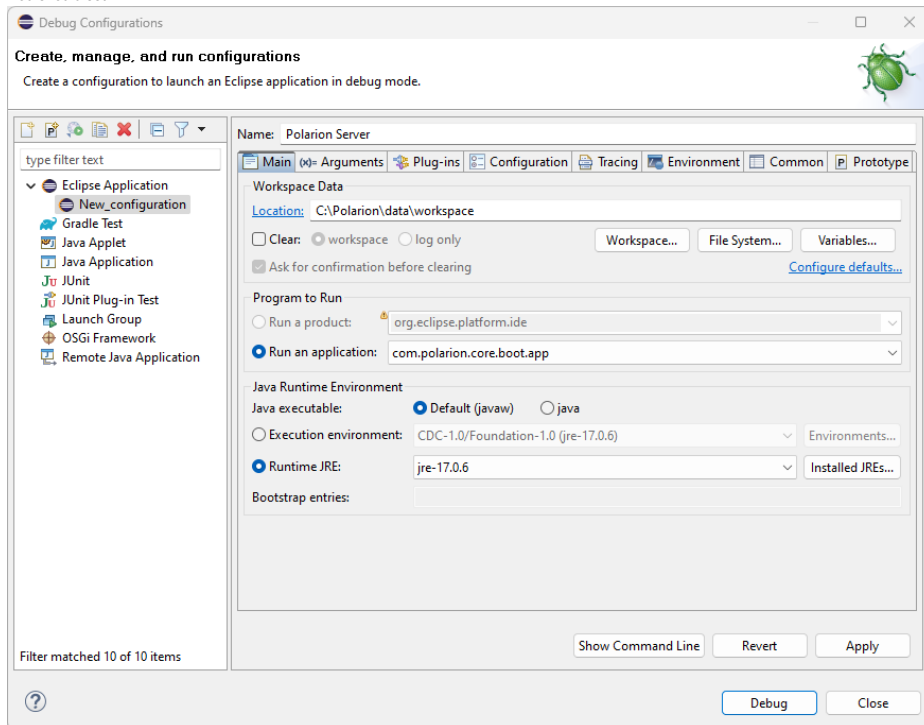 Debug Configurations
Create, manage, and run configurations
Create a configuration to launch an Eclipse application in debug mode.
type filter text
Eclipse Application
New_configuration
Gradle Test
Java Applet
Java Application
JUnit
JUnit Plug-in Test
Launch Group
OSGi Framework
Remote Java Application
Filter matched 10 of 10 items
Name: Polarion Server
Main (x)= Arguments Plug-ins Configuration Tracing Environment Common P Prototype
Workspace Data
Location: C:\Polarion\data\workspace
Clear: workspace log only Workspace... File System... Variables...
Ask for confirmation before clearing Configure defaults...
Program to Run
Run a product: org.eclipse.platform.ide
Run an application: com.polarion.core.boot.app
Java Runtime Environment
Java executable: Default (javaw) java
Execution environment: CDC-1.0/Foundation-1.0 (jre-17.0.6) Environments...
Runtime JRE: jre-17.0.6 Installed JREs...
Bootstrap entries:
Show Command Line Revert Apply
Debug Close